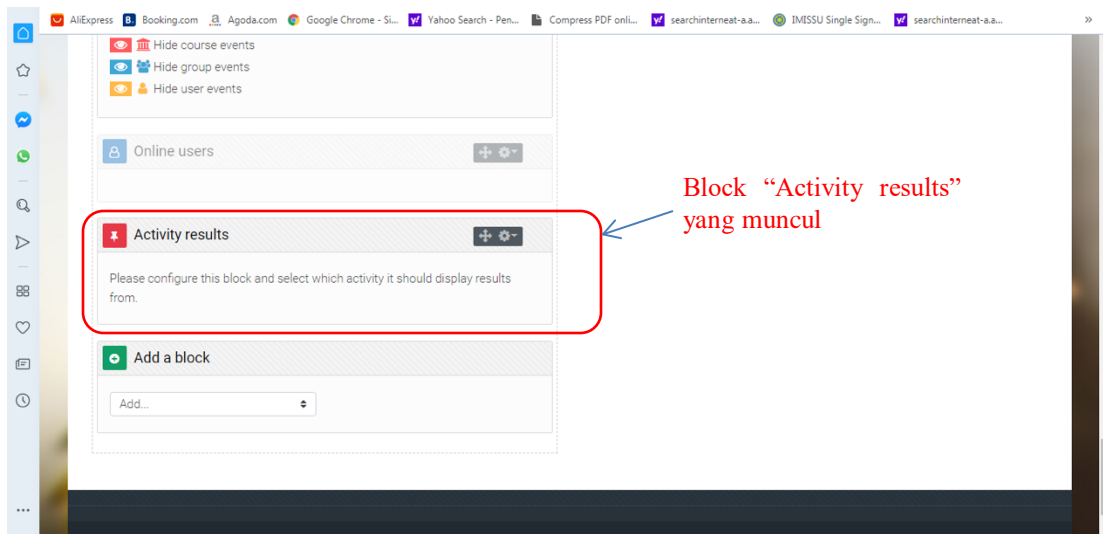 AliExpress B. Booking.com a Agoda.com Google Chrome - Si... y! Yahoo Search - Pen... Compress PDF onli... y! searchinterneat-a.a... IMISSU Single Sign... y! searchinterneat-a.a... »
Hide course events
Hide group events
Hide user events
Online users
Block “Activity results”
yang muncul
Activity results
Please configure this block and select which activity it should display results
from.
Add a block
Add...